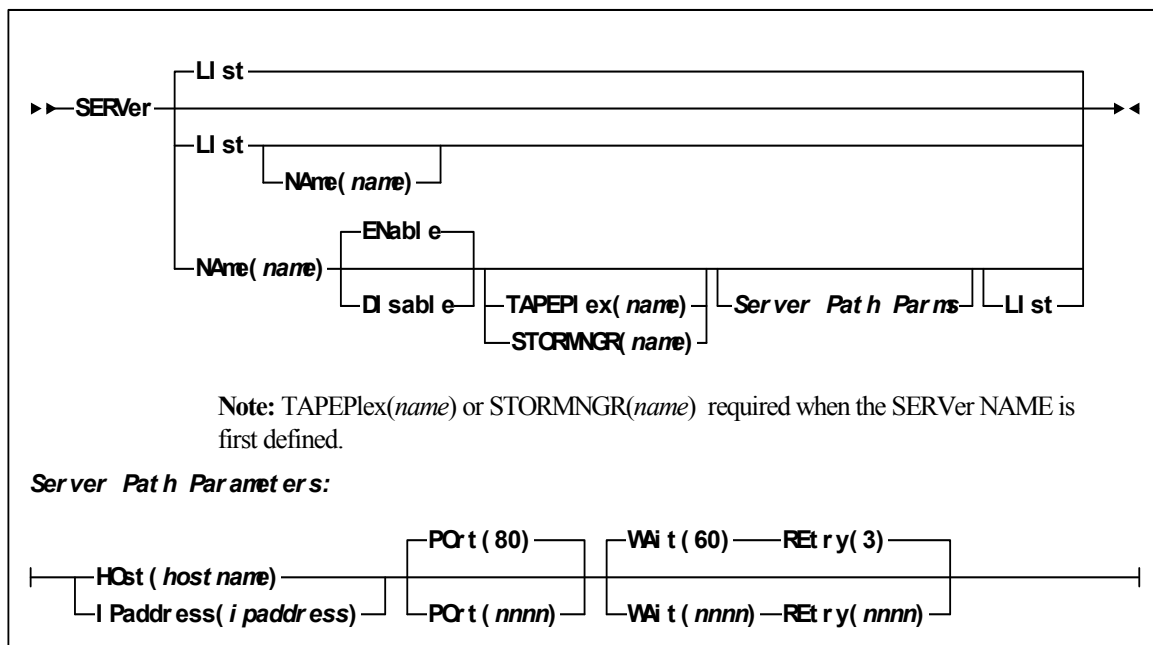 LIst
SERVer
LIst
NAme(name)
ENable
NAme(name)
DIsable
TAPEPlex(name)
Server Path Parms
LIst
STORMNGR(name)
Note: TAPEPlex(name) or STORMNGR(name) required when the SERVer NAME is
first defined.
Server Path Parameters:
POrt(80)
WAit(60)
REtry(3)
HOst(hostname)
IPaddress(ipaddress)
POrt(nnnn)
WAit(nnnn)
REtry(nnnn)